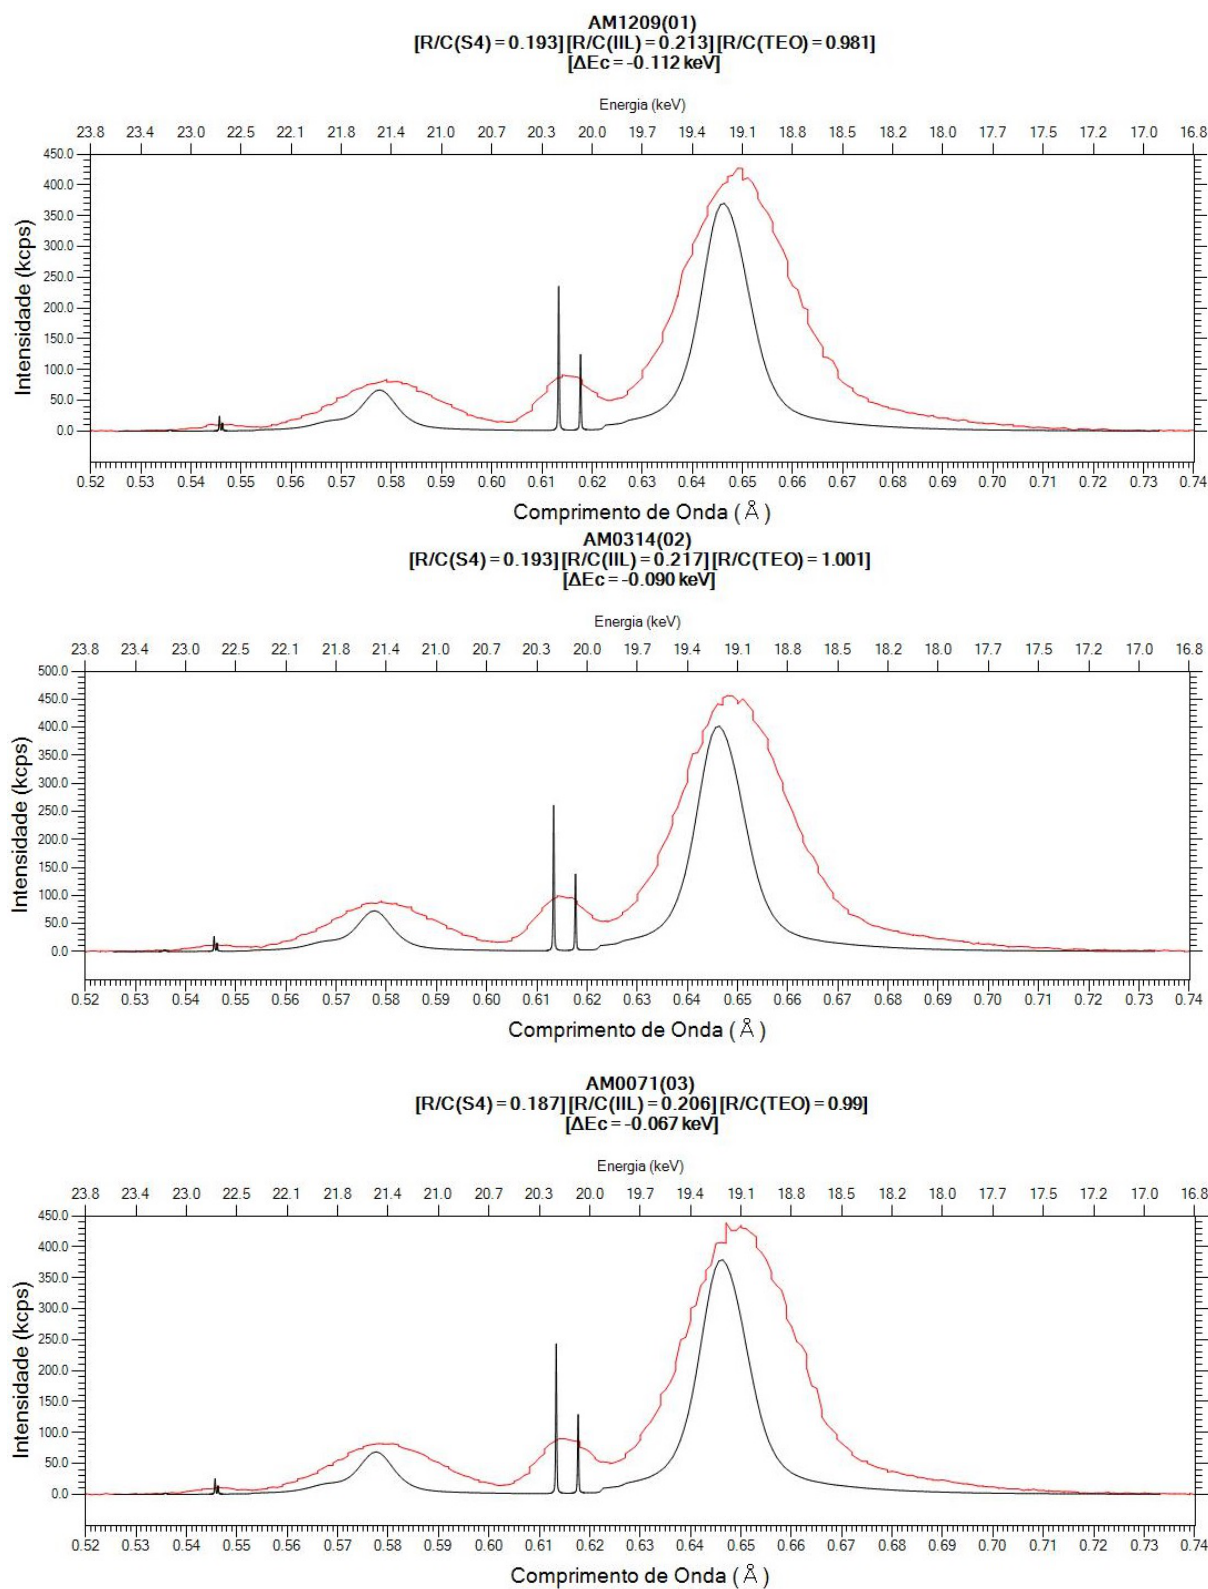 AM1209(01)
[R/C(S4) = 0.193] [R/C(IIL) = 0.213] [R/C(TEO) = 0.981]
[ΔEc = -0.112 keV]
Energia (keV)
23.8 23.4 23.0 22.5 22.1 21.8 21.4 21.0 20.7 20.3 20.0 19.7 19.4 19.1 18.8 18.5 18.2 18.0 17.7 17.5 17.2 17.0 16.8
450.0
400.0
350.0
300.0
250.0
200.0
150.0
100.0
50.0
0.0
Intensidade (kcps)
0.52 0.53 0.54 0.55 0.56 0.57 0.58 0.59 0.60 0.61 0.62 0.63 0.64 0.65 0.66 0.67 0.68 0.69 0.70 0.71 0.72 0.73 0.74
Comprimento de Onda ( Å )
AM0314(02)
[R/C(S4) = 0.193] [R/C(IIL) = 0.217] [R/C(TEO) = 1.001]
[ΔEc = -0.090 keV]
Energia (keV)
23.8 23.4 23.0 22.5 22.1 21.8 21.4 21.0 20.7 20.3 20.0 19.7 19.4 19.1 18.8 18.5 18.2 18.0 17.7 17.5 17.2 17.0 16.8
500.0
450.0
400.0
350.0
300.0
250.0
200.0
150.0
100.0
50.0
0.0
Intensidade (kcps)
0.52 0.53 0.54 0.55 0.56 0.57 0.58 0.59 0.60 0.61 0.62 0.63 0.64 0.65 0.66 0.67 0.68 0.69 0.70 0.71 0.72 0.73 0.74
Comprimento de Onda ( Å )
AM0071(03)
[R/C(S4) = 0.187] [R/C(IIL) = 0.206] [R/C(TEO) = 0.99]
[ΔEc = -0.067 keV]
Energia (keV)
23.8 23.4 23.0 22.5 22.1 21.8 21.4 21.0 20.7 20.3 20.0 19.7 19.4 19.1 18.8 18.5 18.2 18.0 17.7 17.5 17.2 17.0 16.8
450.0
400.0
350.0
300.0
250.0
200.0
150.0
100.0
50.0
0.0
Intensidade (kcps)
0.52 0.53 0.54 0.55 0.56 0.57 0.58 0.59 0.60 0.61 0.62 0.63 0.64 0.65 0.66 0.67 0.68 0.69 0.70 0.71 0.72 0.73 0.74
Comprimento de Onda ( Å )